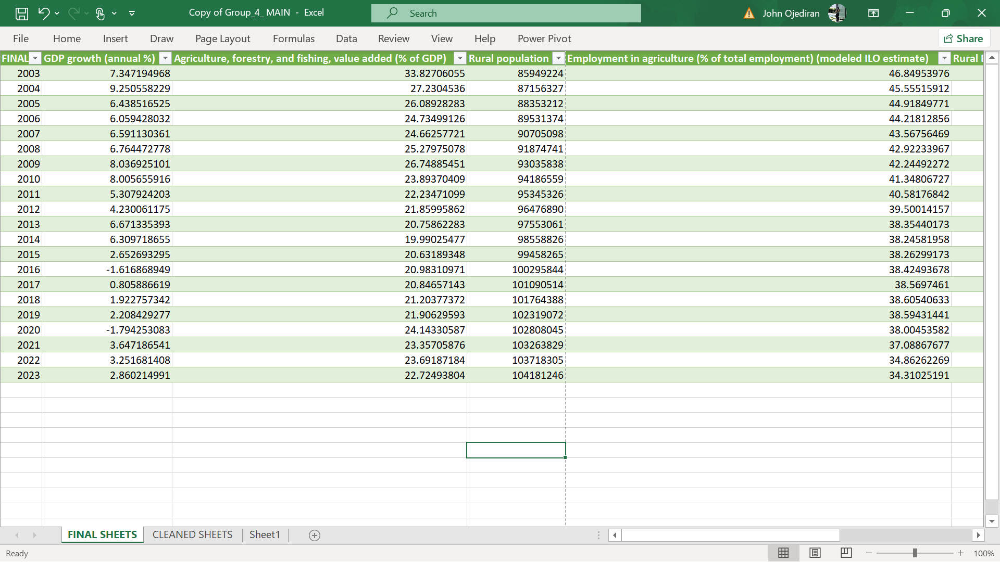 Copy of Group_4_ MAIN - Excel
Search
John Ojediran
File Home Insert Draw Page Layout Formulas Data Review View Help Power Pivot Share
FINAL GDP growth (annual %) Agriculture, forestry, and fishing, value added (% of GDP) Rural population Employment in agriculture (% of total employment) (modeled ILO estimate) Rural
2003 7.347194968 33.82706055 85949224 46.84953976
2004 9.250558229 27.2304536 87156327 45.55515912
2005 6.438516525 26.08928283 88353212 44.91849771
2006 6.059428032 24.73499126 89531374 44.21812856
2007 6.591130361 24.66257721 90705098 43.56756469
2008 6.764472778 25.27975078 91874741 42.92233967
2009 8.036925101 26.74885451 93035838 42.24492272
2010 8.005655916 23.89370409 94186559 41.34806727
2011 5.307924203 22.23471099 95345326 40.58176842
2012 4.230061175 21.85995862 96476890 39.50014157
2013 6.671335393 20.75862283 97553061 38.35440173
2014 6.309718655 19.99025477 98558826 38.24581958
2015 2.652693295 20.63189348 99458265 38.26299173
2016 -1.616868949 20.98310971 100295844 38.42493678
2017 0.805886619 20.84657143 101090514 38.5697461
2018 1.922757342 21.20377372 101764388 38.60540633
2019 2.208429277 21.90629593 102319072 38.59431441
2020 -1.794253083 24.14330587 102808045 38.00453582
2021 3.647186541 23.35705876 103263829 37.08867677
2022 3.251681408 23.69187184 103718305 34.86262269
2023 2.860214991 22.72493804 104181246 34.31025191
FINAL SHEETS CLEANED SHEETS Sheet1
Ready
100%